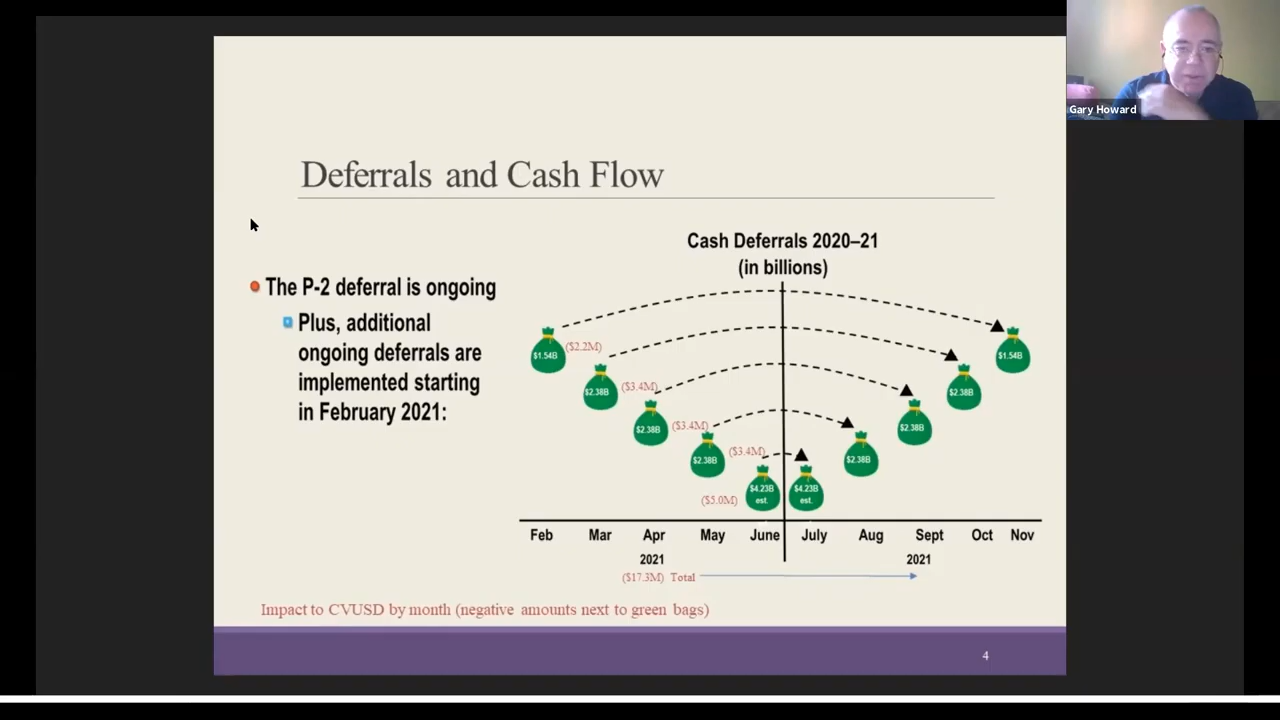 Gary Howard
Deferrals and Cash Flow
The P-2 deferral is ongoing
Plus, additional
ongoing deferrals are
implemented starting
in February 2021:
Cash Deferrals 2020–21
(in billions)
$1.54B
($2.2M)
$2.38B
($3.4M)
$2.38B
($3.4M)
$2.38B
($3.4M)
($5.0M)
$4.23B
est.
$4.23B
est.
$2.38B
$2.38B
$2.38B
$1.54B
Feb Mar Apr May June July Aug Sept Oct Nov
2021 2021
($17.3M) Total
Impact to CVUSD by month (negative amounts next to green bags)
4